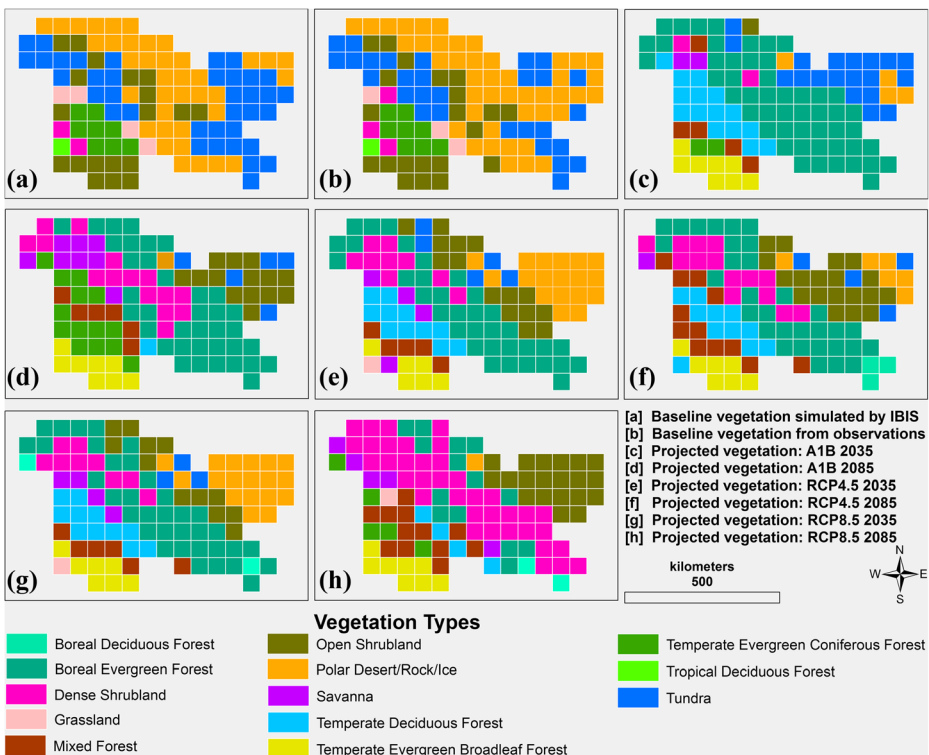 (a)
(b)
(c)
(d)
(e)
(f)
(g)
(h)
[a] Baseline vegetation simulated by IBIS
[b] Baseline vegetation from observations
[c] Projected vegetation: A1B 2035
[d] Projected vegetation: A1B 2085
[e] Projected vegetation: RCP4.5 2035
[f] Projected vegetation: RCP4.5 2085
[g] Projected vegetation: RCP8.5 2035
[h] Projected vegetation: RCP8.5 2085
kilometers
500
N
W
E
S
Vegetation Types
Boreal Deciduous Forest
Boreal Evergreen Forest
Dense Shrubland
Grassland
Mixed Forest
Open Shrubland
Polar Desert/Rock/Ice
Savanna
Temperate Deciduous Forest
Temperate Evergreen Broadleaf Forest
Temperate Evergreen Coniferous Forest
Tropical Deciduous Forest
Tundra